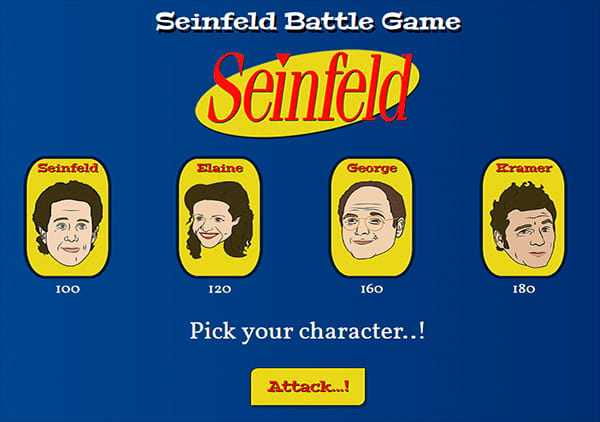 Seinfeld Battle Game
Seinfeld
Seinfeld Elaine George Kramer
100 120 160 180
Pick your character..!
Attack...!